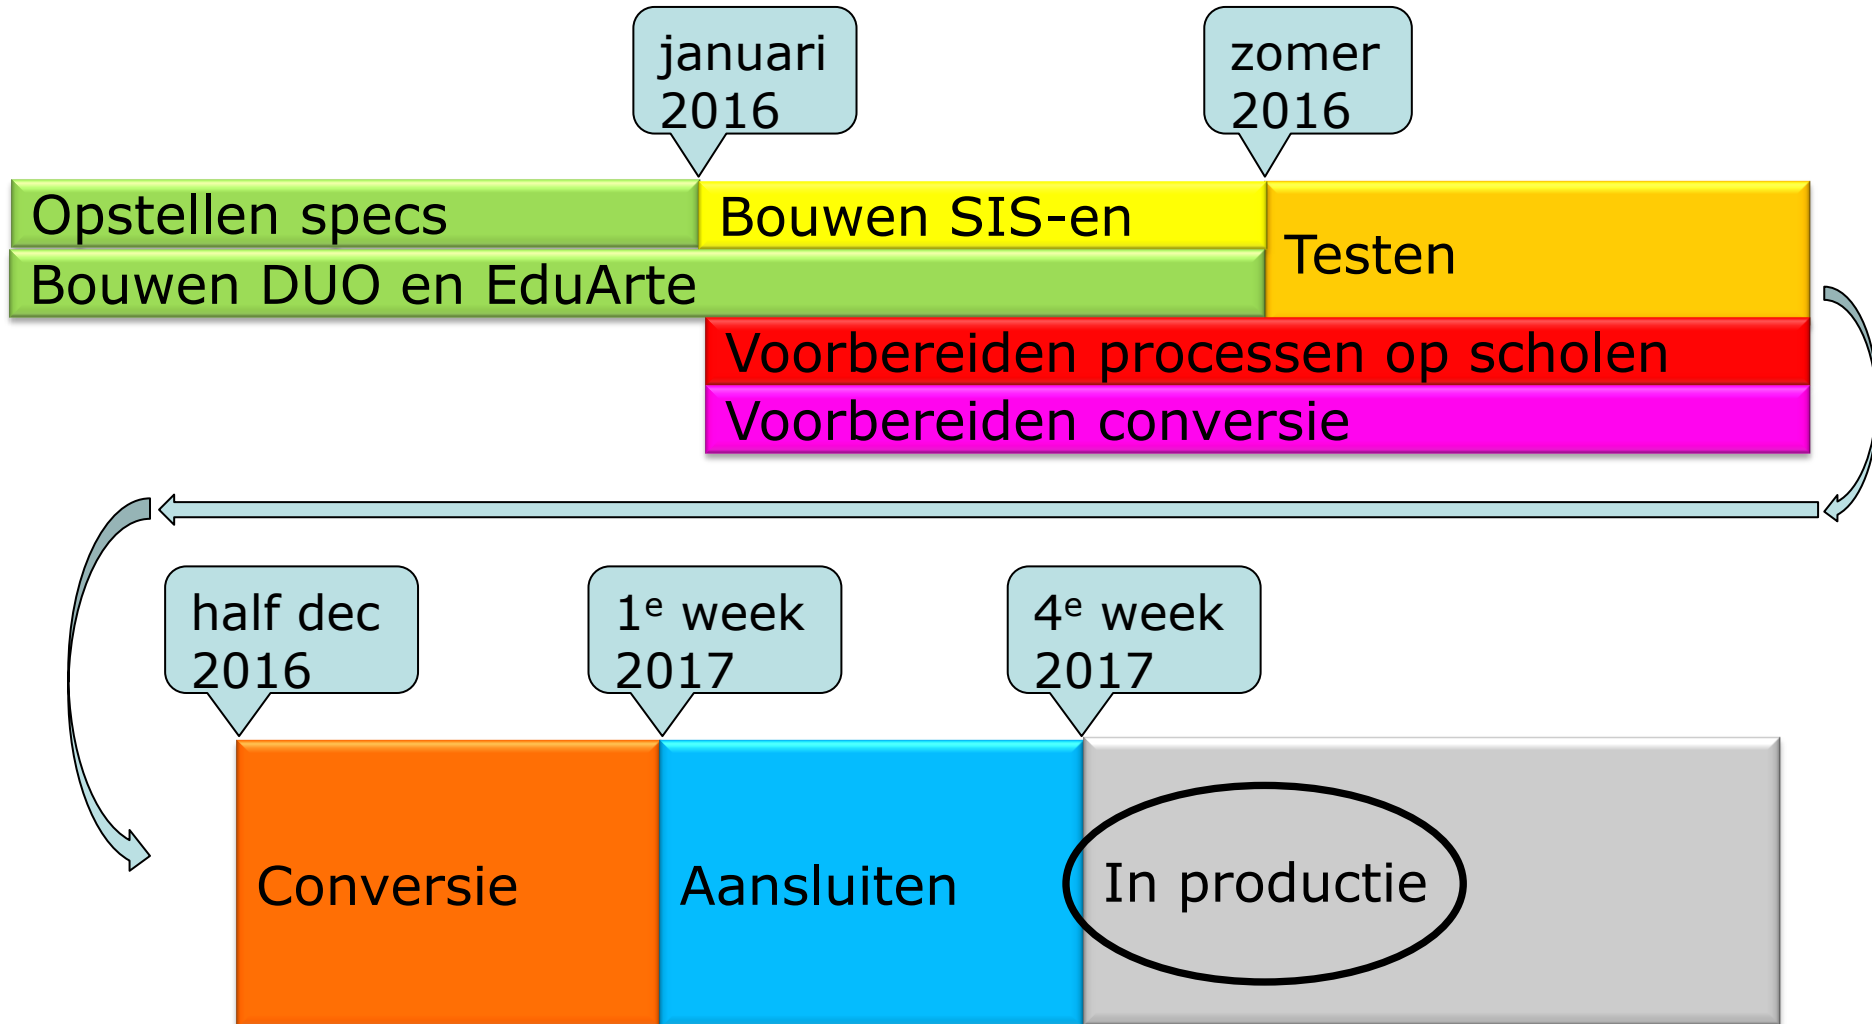 januari
2016
zomer
2016
Opstellen specs
Bouwen SIS-en
Testen
Bouwen DUO en EduArte
Voorbereiden processen op scholen
Voorbereiden conversie
half dec
2016
1e week
2017
4e week
2017
Conversie
Aansluiten
In productie